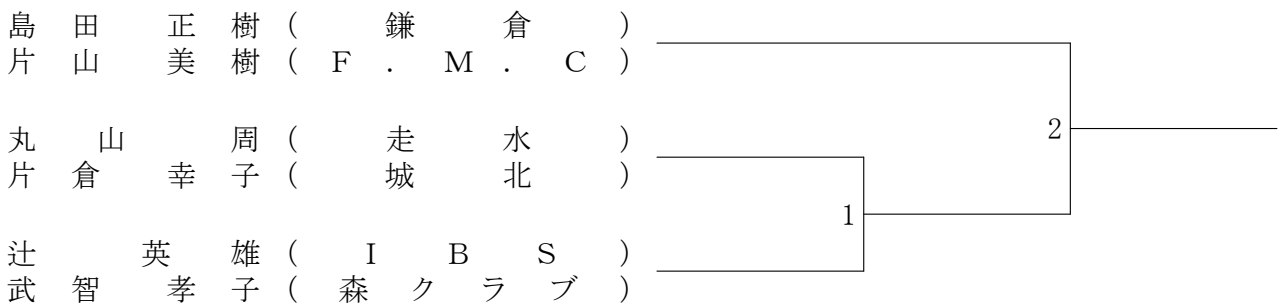 島田 正樹(鎌倉)
片山 美樹(F.M.C)
丸山 周(走水)
片倉 幸子(城北)
辻 英雄(IBS)
武智 孝子(森クラブ)
2
1